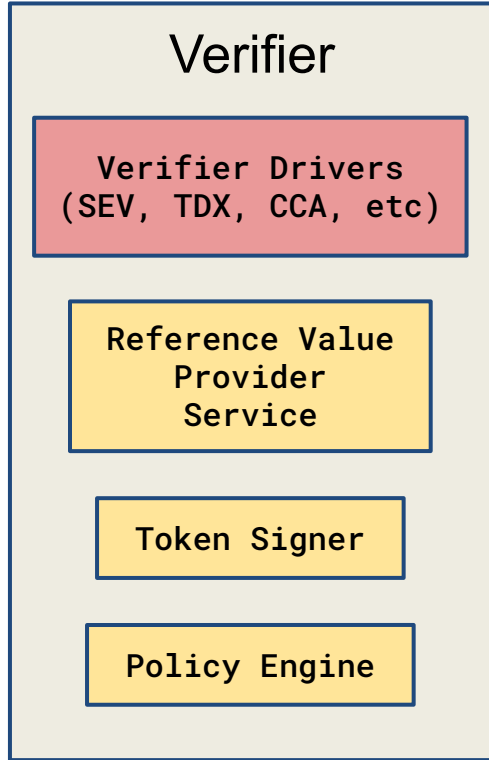 Verifier
Verifier Drivers
(SEV, TDX, CCA, etc)
Reference Value
Provider
Service
Token Signer
Policy Engine